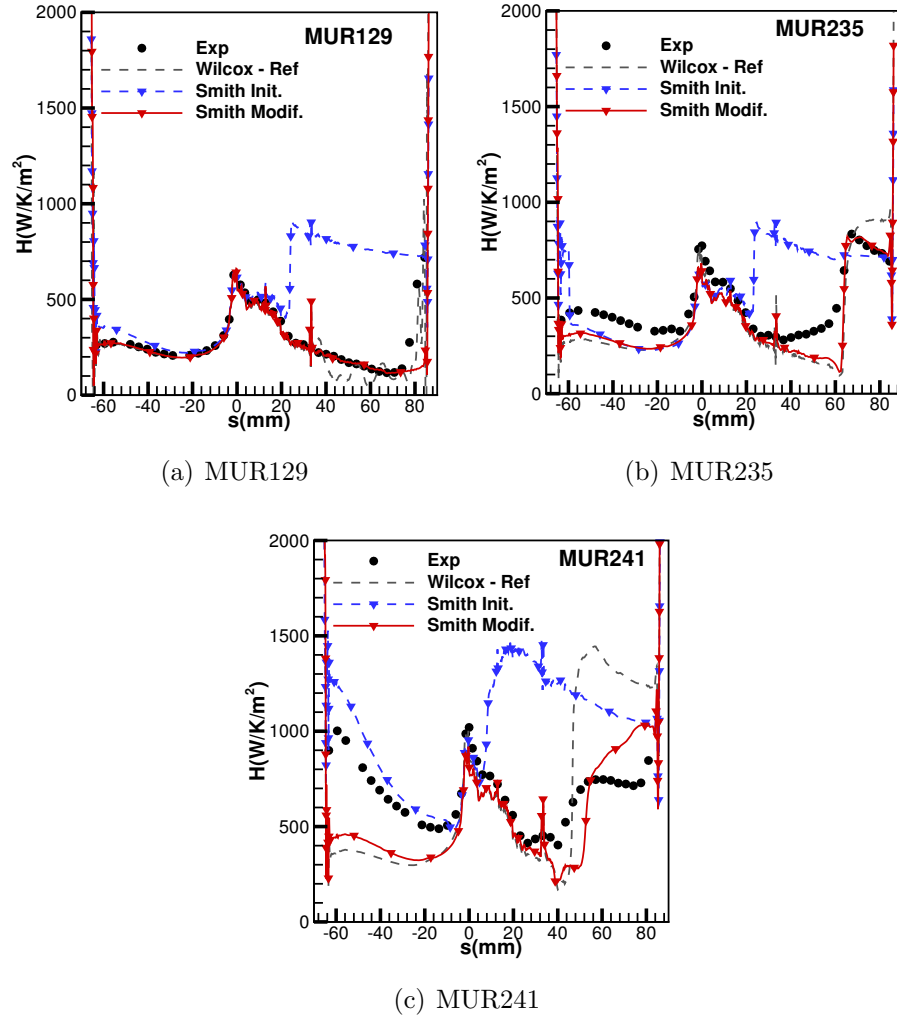 2000
MUR129
Exp
Wilcox - Ref
Smith Init.
Smith Modif.
1500
1000
500
0
H(W/K/m²)
-60 -40 -20 0 20 40 60 80
s(mm)
(a) MUR129
2000
MUR235
Exp
Wilcox - Ref
Smith Init.
Smith Modif.
1500
1000
500
0
H(W/K/m²)
-60 -40 -20 0 20 40 60 80
s(mm)
(b) MUR235
2000
MUR241
Exp
Wilcox - Ref
Smith Init.
Smith Modif.
1500
1000
500
0
H(W/K/m²)
-60 -40 -20 0 20 40 60 80
s(mm)
(c) MUR241